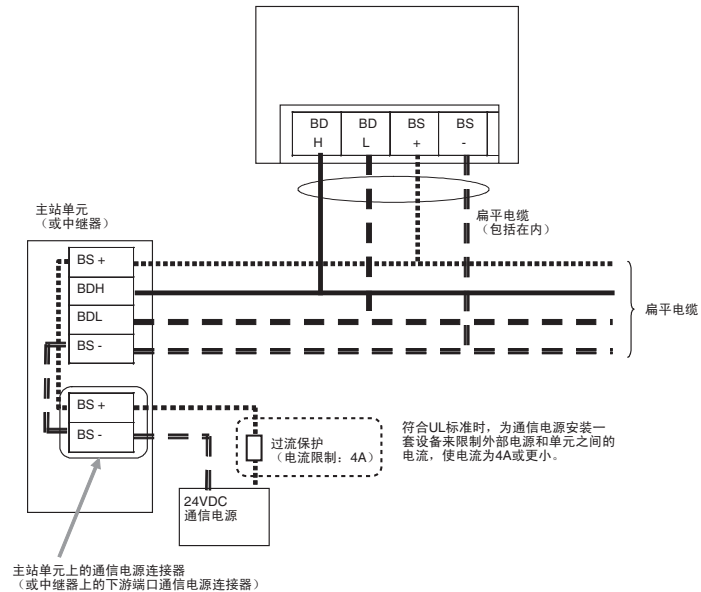 BD BD BS BS
H L + -
主站单元
（或中继器）
扁平电缆
（包括在内）
BS +
BDH
BDL
BS -
扁平电缆
BS +
BS -
过流保护
（电流限制：4A）
符合UL标准时，为通信电源安装一
套设备来限制外部电源和单元之间的
电流，使电流为4A或更小。
24VDC
通信电源
主站单元上的通信电源连接器
（或中继器上的下游端口通信电源连接器）